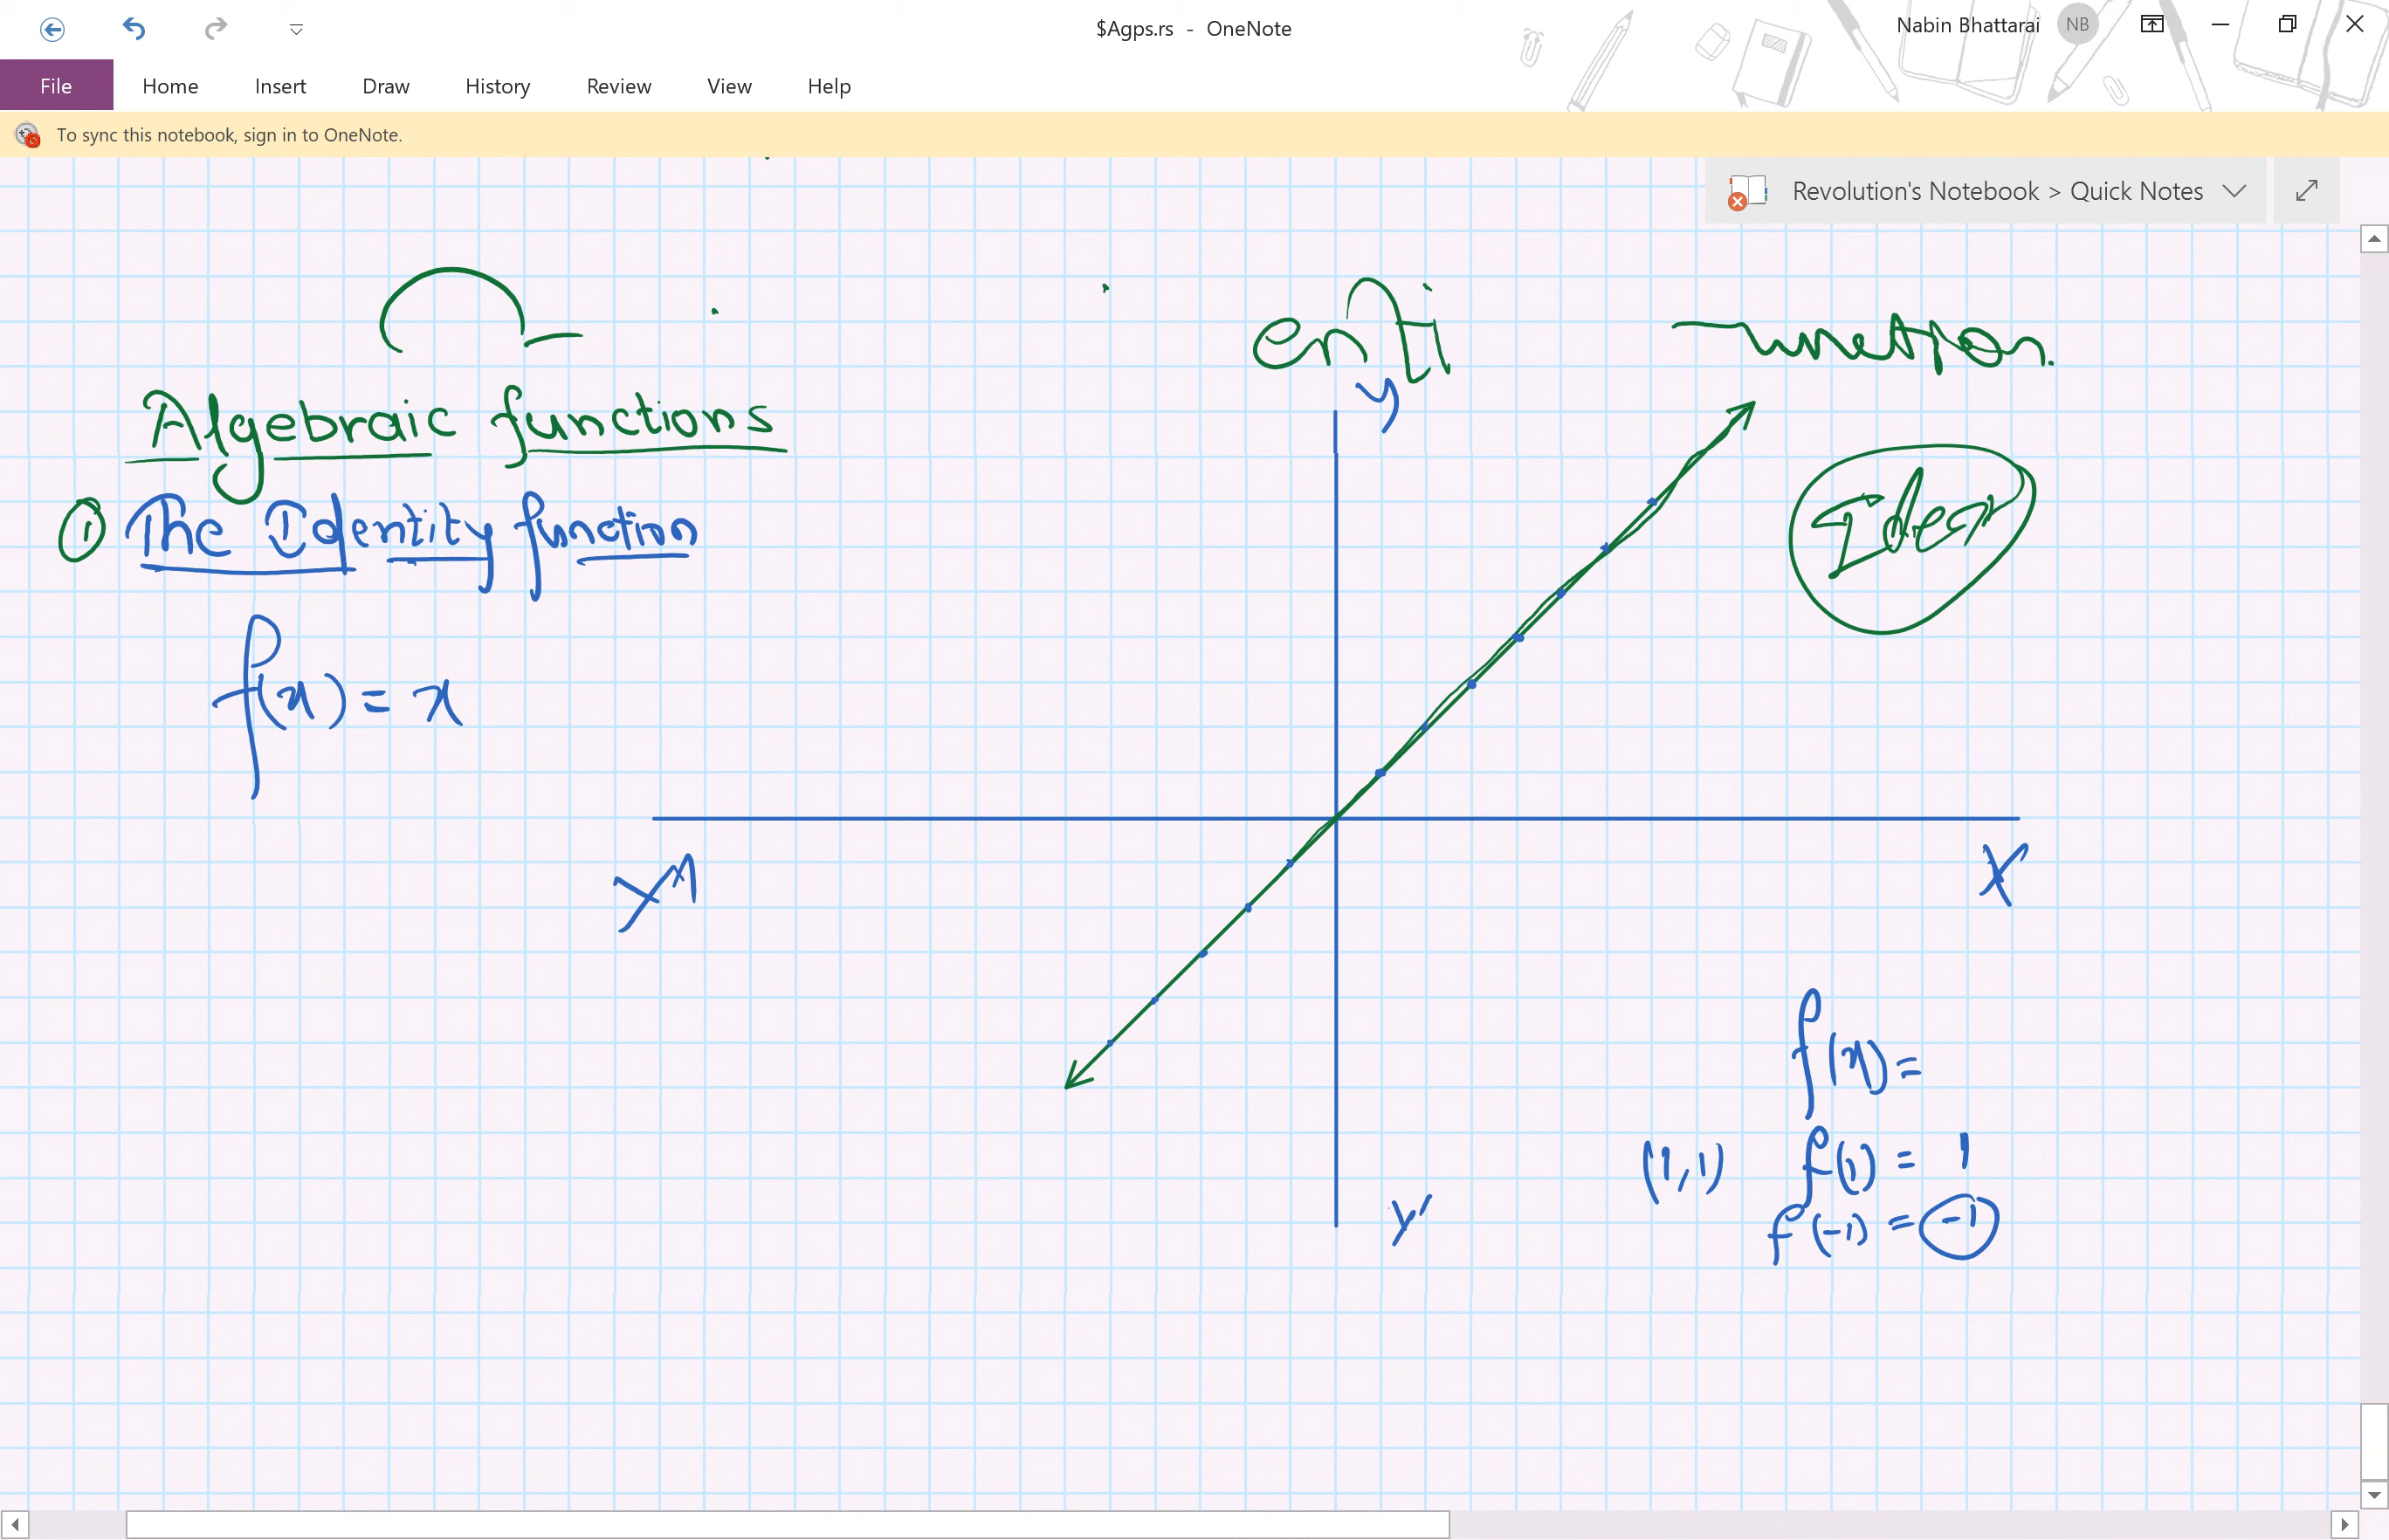 $Agps.rs - OneNote
Nabin Bhattarai NB
File Home Insert Draw History Review View Help
To sync this notebook, sign in to OneNote.
Revolution's Notebook > Quick Notes
Algebraic functions
① The Identity function
f(x) = x
y
X'
X
y'
f(x) =
(1,1) f(1) = 1
f(-1) = -1